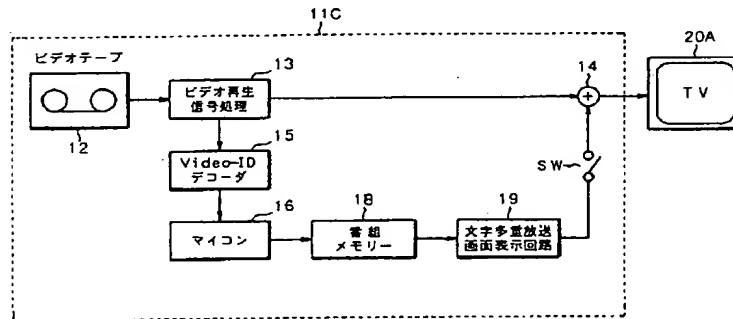 11C
ビデオテープ
12
13
ビデオ再生
信号処理
14
20A
TV
15
Video-ID
デコーダ
SW
16
マイコン
18
番組
メモリー
19
文字多重放送
画面表示回路